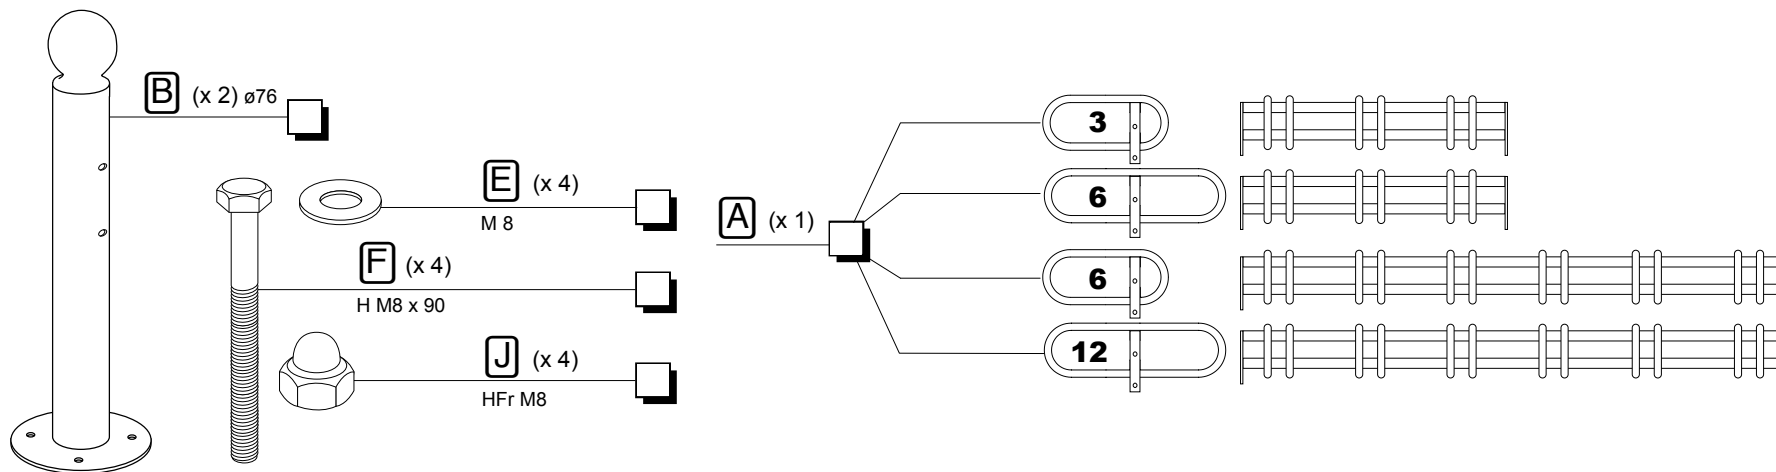 B (x 2) ø76
E (x 4)
M 8
F (x 4)
H M8 x 90
J (x 4)
HFr M8
A (x 1)
3
6
6
12